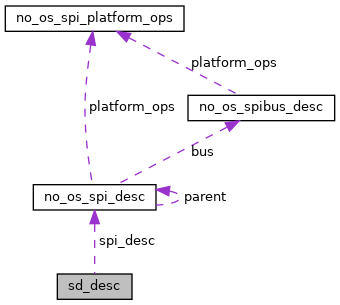 no_os_spi_platform_ops
platform_ops
no_os_spibus_desc
platform_ops
bus
no_os_spi_desc
parent
spi_desc
sd_desc